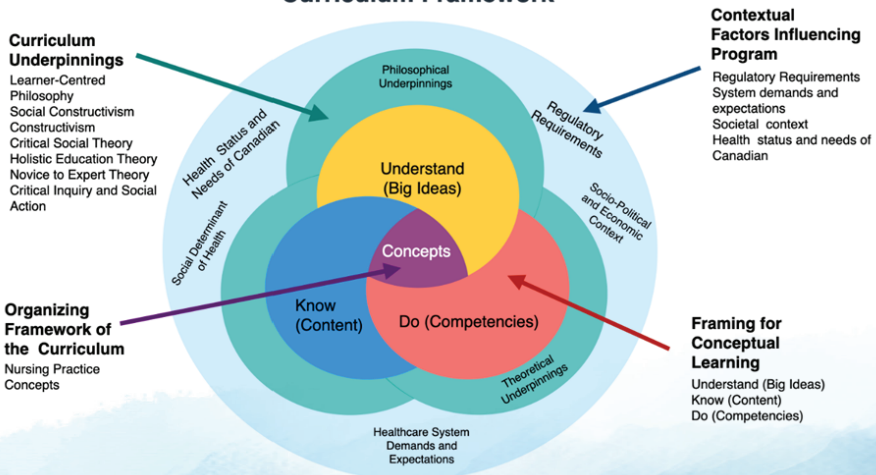 Curriculum Framework
Curriculum
Underpinnings
Learner-Centred
Philosophy
Social Constructivism
Constructivism
Critical Social Theory
Holistic Education Theory
Novice to Expert Theory
Critical Inquiry and Social
Action
Organizing
Framework of
the Curriculum
Nursing Practice
Concepts
Philosophical
Underpinnings
Health Status and
Needs of Canadian
Regulatory
Requirements
Understand
(Big Ideas)
Social Determinant
of Health
Socio-Political
and Economic
Context
Concepts
Know
(Content)
Do (Competencies)
Theoretical
Underpinnings
Healthcare System
Demands and
Expectations
Contextual
Factors Influencing
Program
Regulatory Requirements
System demands and
expectations
Societal context
Health status and needs of
Canadian
Framing for
Conceptual
Learning
Understand (Big Ideas)
Know (Content)
Do (Competencies)